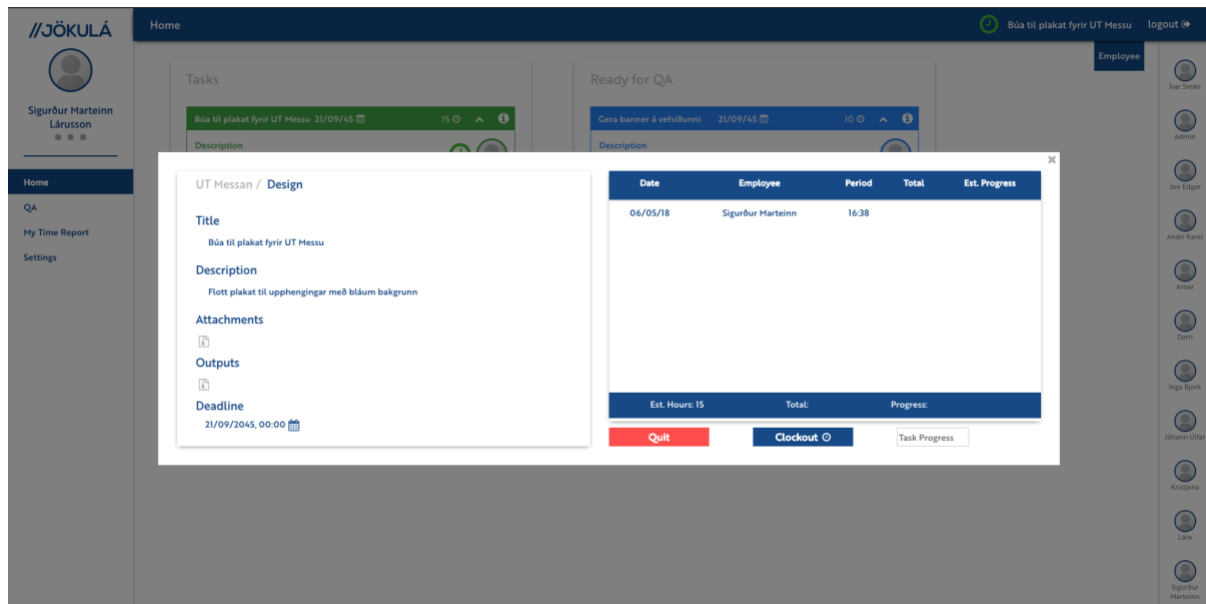 //JÖKULÁ
Home
Búa til plakat fyrir UT Messu
logout
Employee
Sigurður Marteinn
Lárusson
Home
QA
My Time Report
Settings
Tasks
Búa til plakat fyrir UT Messu 21/09/45 15
Description
Ready for QA
Gera banner á vefsíðunni 21/09/45 10
Description
UT Messan / Design
Title
Búa til plakat fyrir UT Messu
Description
Flott plakat til upphengingar með bláum bakgrunn
Attachments
Outputs
Deadline
21/09/2045, 00:00
Date Employee Period Total Est. Progress
06/05/18 Sigurður Marteinn 16:38
Est. Hours: 15 Total: Progress:
Quit
Clockout
Task Progress
Ívar Smári
Admin
Jon Edgar
Andri Karel
Arnar
Darri
Inga Björk
Jóhann Úlfar
Kristjana
Lára
Sigurður
Marteinn